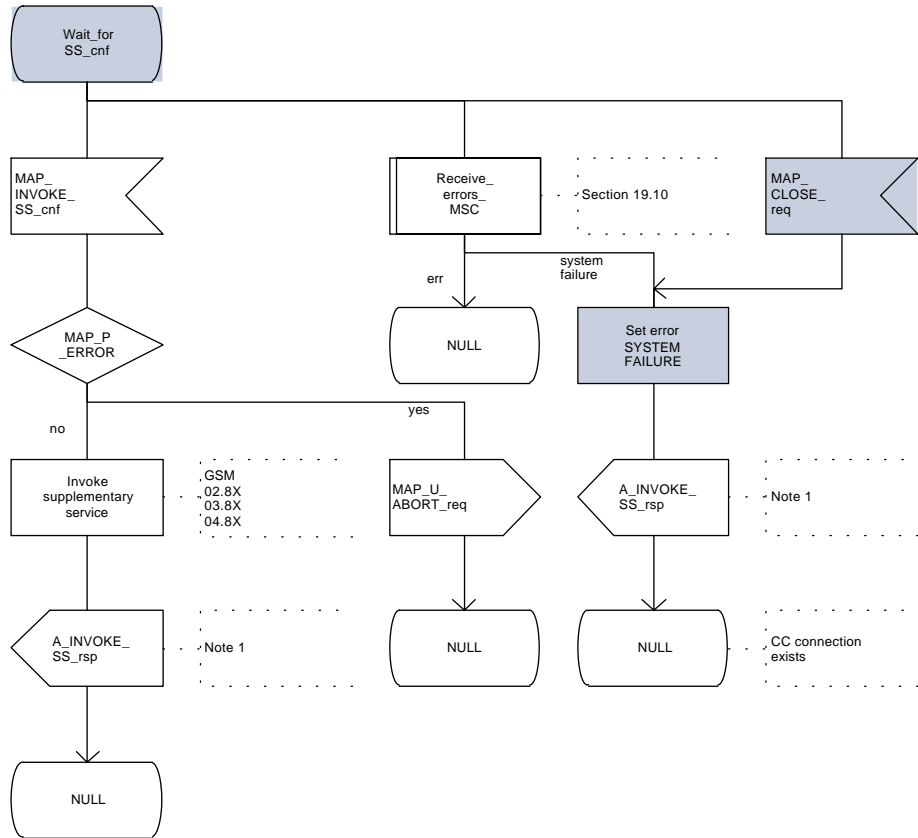 Wait_for
SS_cnf
MAP_
INVOKE_
SS_cnf
Receive_
errors_
MSC
Section 19.10
MAP_
CLOSE_
req
err
system
failure
MAP_P
_ERROR
NULL
Set error
SYSTEM
FAILURE
no
yes
Invoke
supplementary
service
GSM
02.8X
03.8X
04.8X
MAP_U_
ABORT_req
A_INVOKE_
SS_rsp
Note 1
A_INVOKE_
SS_rsp
Note 1
NULL
NULL
CC connection
exists
NULL